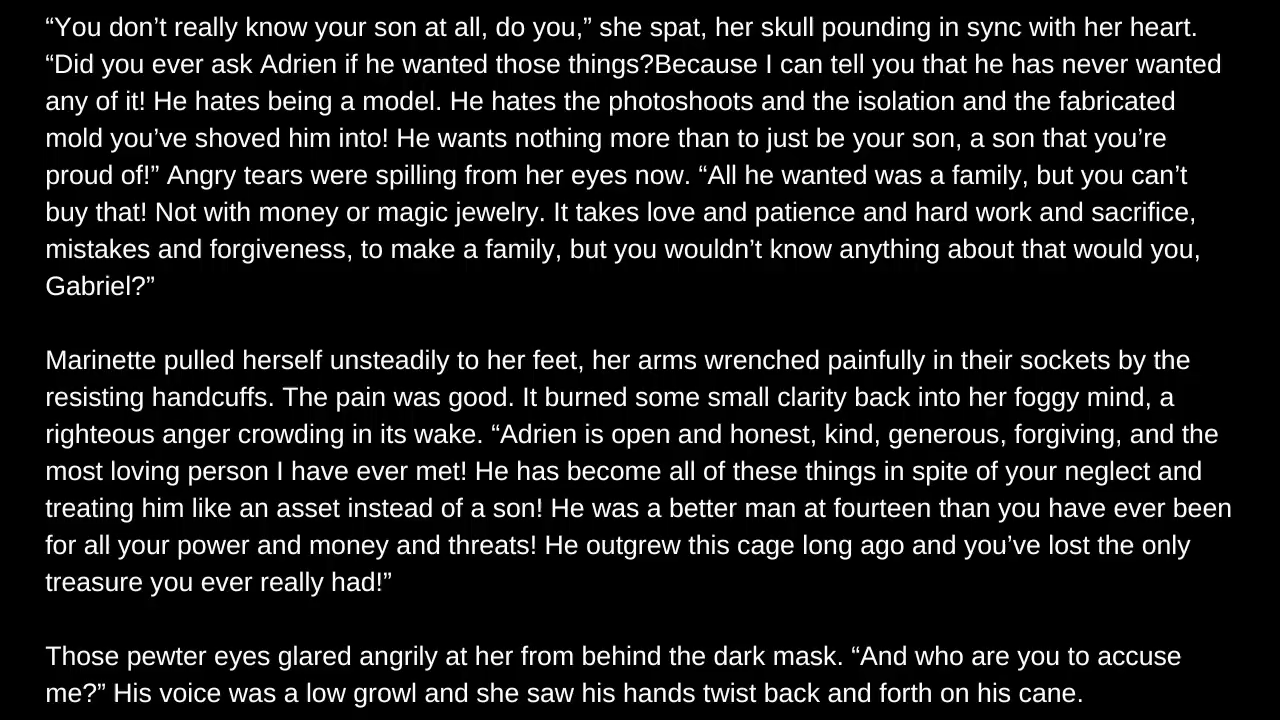 “You don’t really know your son at all, do you,” she spat, her skull pounding in sync with her heart.
“Did you ever ask Adrien if he wanted those things?Because I can tell you that he has never wanted
any of it! He hates being a model. He hates the photoshoots and the isolation and the fabricated
mold you’ve shoved him into! He wants nothing more than to just be your son, a son that you’re
proud of!” Angry tears were spilling from her eyes now. “All he wanted was a family, but you can’t
buy that! Not with money or magic jewelry. It takes love and patience and hard work and sacrifice,
mistakes and forgiveness, to make a family, but you wouldn’t know anything about that would you,
Gabriel?”
Marinette pulled herself unsteadily to her feet, her arms wrenched painfully in their sockets by the
resisting handcuffs. The pain was good. It burned some small clarity back into her foggy mind, a
righteous anger crowding in its wake. “Adrien is open and honest, kind, generous, forgiving, and the
most loving person I have ever met! He has become all of these things in spite of your neglect and
treating him like an asset instead of a son! He was a better man at fourteen than you have ever been
for all your power and money and threats! He outgrew this cage long ago and you’ve lost the only
treasure you ever really had!”
Those pewter eyes glared angrily at her from behind the dark mask. “And who are you to accuse
me?” His voice was a low growl and she saw his hands twist back and forth on his cane.